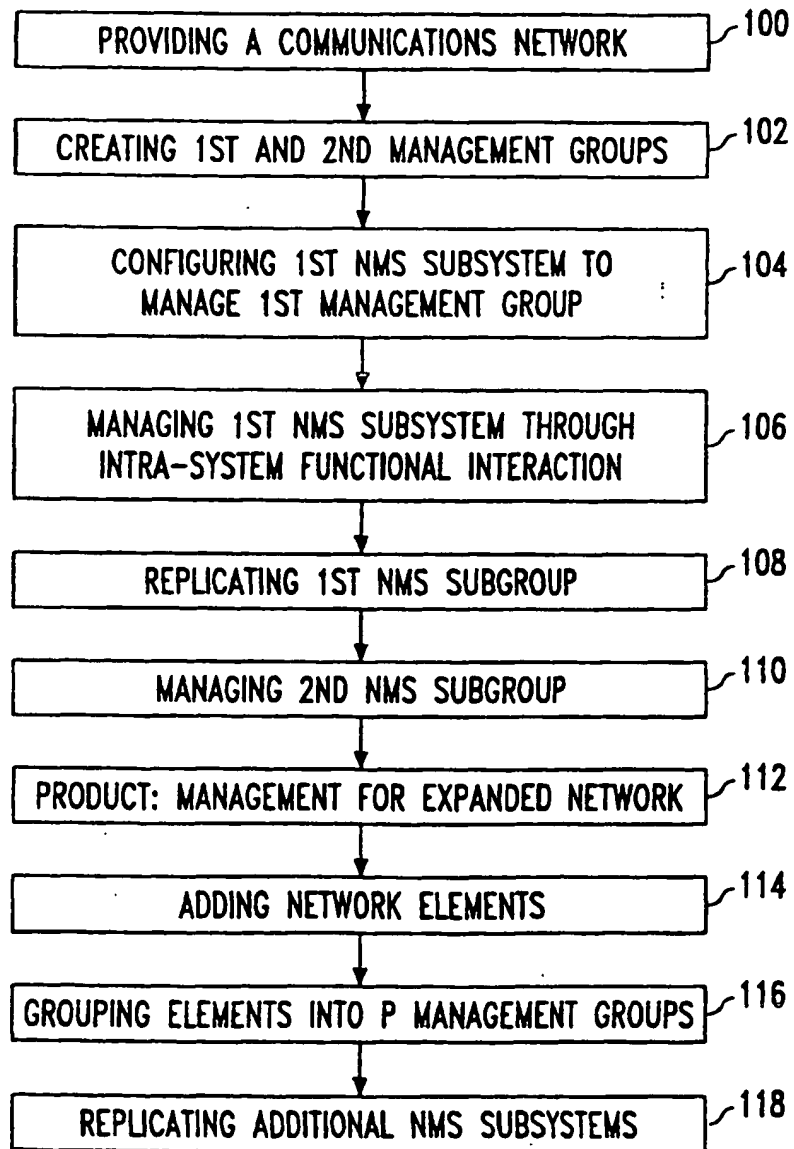 PROVIDING A COMMUNICATIONS NETWORK 100
CREATING 1ST AND 2ND MANAGEMENT GROUPS 102
CONFIGURING 1ST NMS SUBSYSTEM TO
MANAGE 1ST MANAGEMENT GROUP 104
MANAGING 1ST NMS SUBSYSTEM THROUGH
INTRA-SYSTEM FUNCTIONAL INTERACTION 106
REPLICATING 1ST NMS SUBGROUP 108
MANAGING 2ND NMS SUBGROUP 110
PRODUCT: MANAGEMENT FOR EXPANDED NETWORK 112
ADDING NETWORK ELEMENTS 114
GROUPING ELEMENTS INTO P MANAGEMENT GROUPS 116
REPLICATING ADDITIONAL NMS SUBSYSTEMS 118